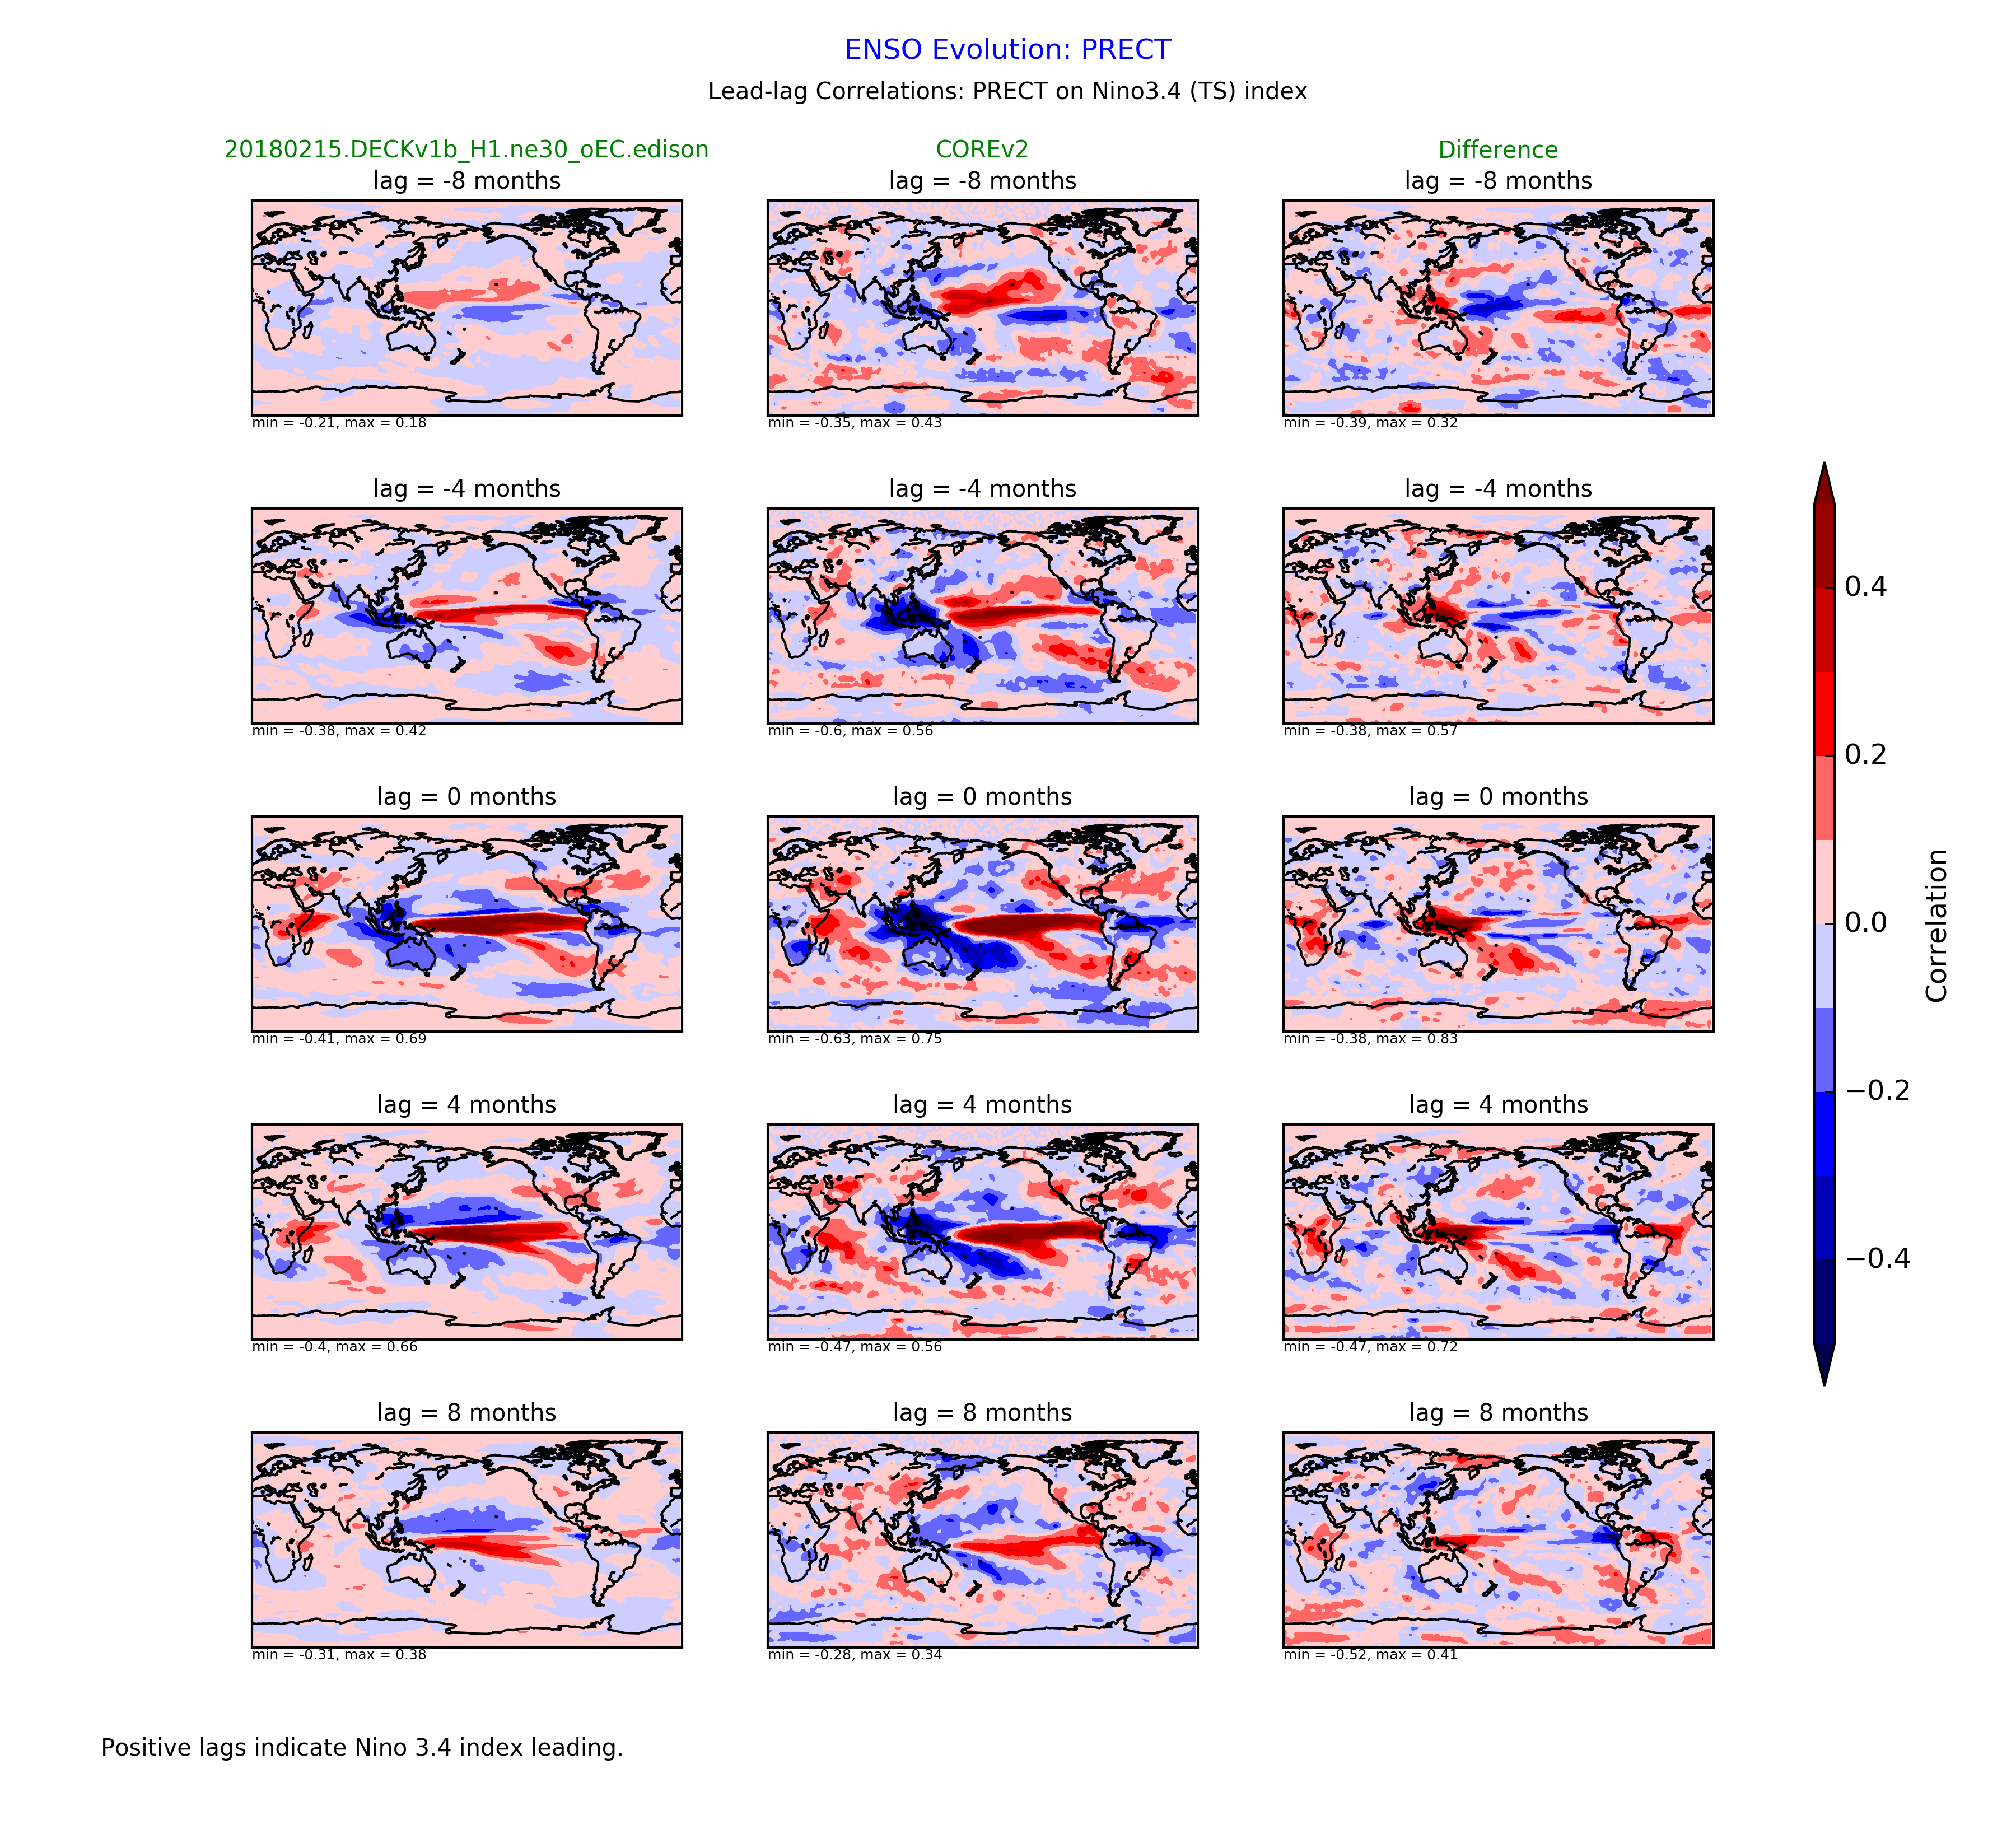 ENSO Evolution: PRECT
Lead-lag Correlations: PRECT on Nino3.4 (TS) index
20180215.DECKv1b_H1.ne30_oEC.edison
COREv2
Difference
lag = -8 months
lag = -8 months
lag = -8 months
min = -0.21, max = 0.18
min = -0.35, max = 0.43
min = -0.39, max = 0.32
lag = -4 months
lag = -4 months
lag = -4 months
min = -0.38, max = 0.42
min = -0.6, max = 0.56
min = -0.38, max = 0.57
lag = 0 months
lag = 0 months
lag = 0 months
min = -0.41, max = 0.69
min = -0.63, max = 0.75
min = -0.38, max = 0.83
lag = 4 months
lag = 4 months
lag = 4 months
min = -0.4, max = 0.66
min = -0.47, max = 0.56
min = -0.47, max = 0.72
lag = 8 months
lag = 8 months
lag = 8 months
min = -0.31, max = 0.38
min = -0.28, max = 0.34
min = -0.52, max = 0.41
0.4
0.2
0.0
−0.2
−0.4
Correlation
Positive lags indicate Nino 3.4 index leading.